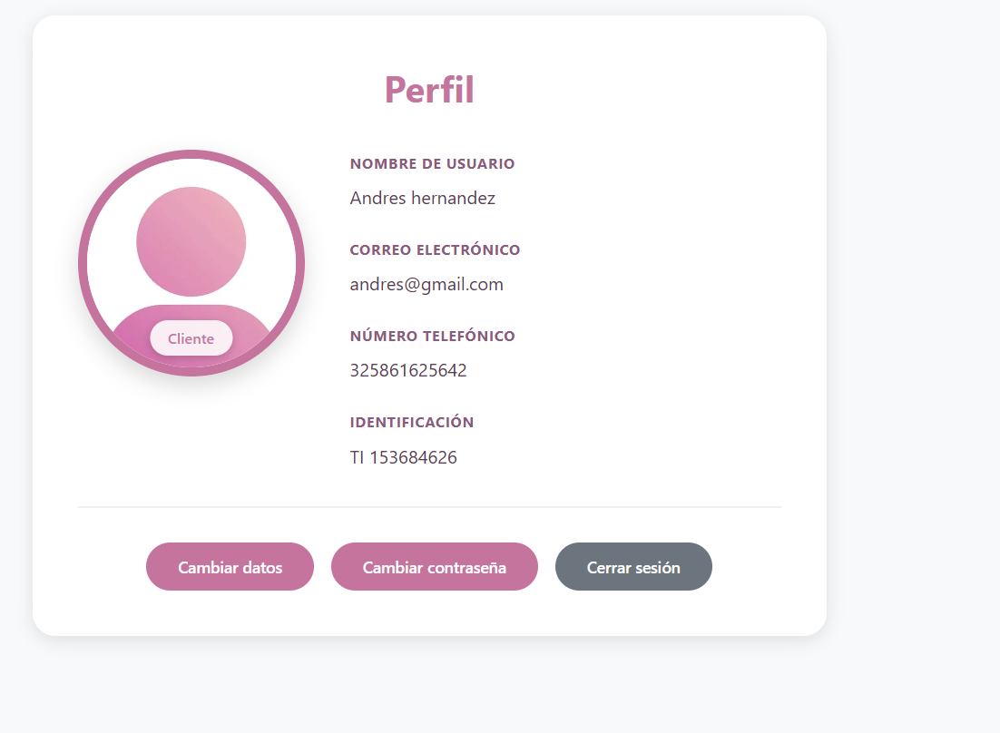 Perfil
Cliente
NOMBRE DE USUARIO
Andres hernandez
CORREO ELECTRÓNICO
andres@gmail.com
NÚMERO TELEFÓNICO
325861625642
IDENTIFICACIÓN
TI 153684626
Cambiar datos
Cambiar contraseña
Cerrar sesión